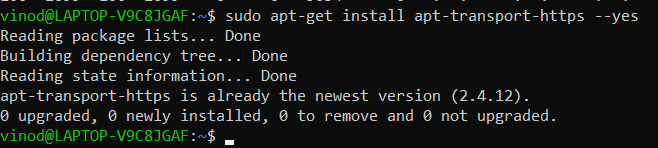 vinod@LAPTOP-V9C8JGAF:~$ sudo apt-get install apt-transport-https --yes
Reading package lists... Done
Building dependency tree... Done
Reading state information... Done
apt-transport-https is already the newest version (2.4.12).
0 upgraded, 0 newly installed, 0 to remove and 0 not upgraded.
vinod@LAPTOP-V9C8JGAF:~$